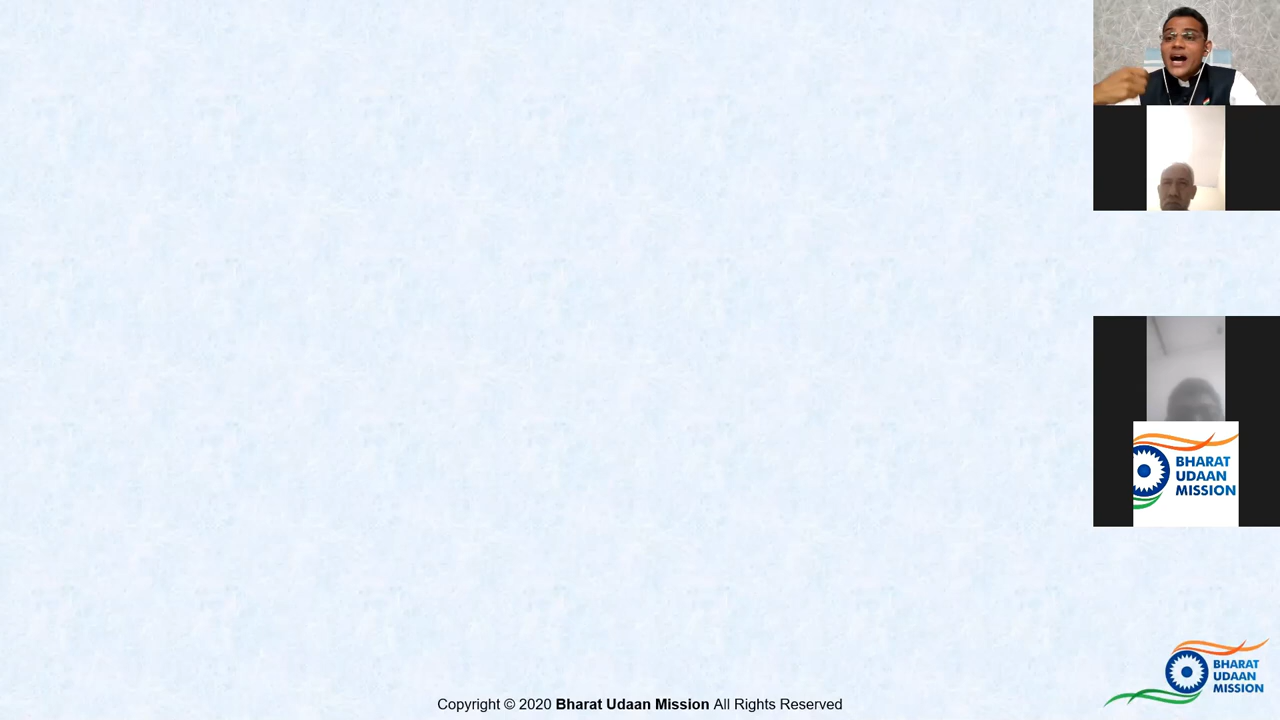 BHARAT
UDAAN
MISSION
BHARAT
UDAAN
MISSION
Copyright © 2020 Bharat Udaan Mission All Rights Reserved